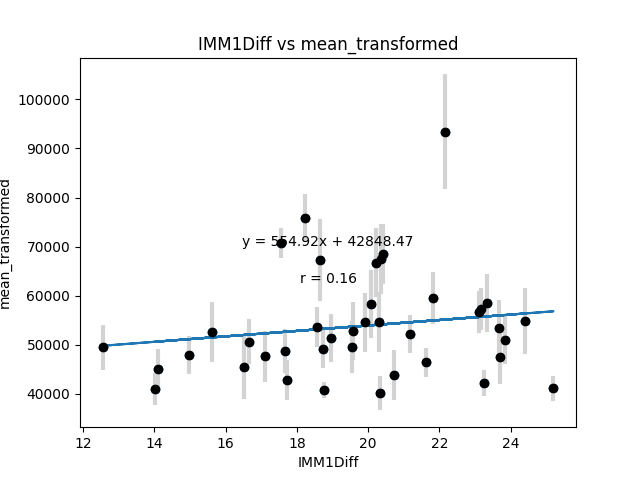 IMM1Diff vs mean_transformed
mean_transformed
100000
90000
80000
70000
60000
50000
40000
y = 554.92x + 42848.47
r = 0.16
12 14 16 18 20 22 24
IMM1Diff